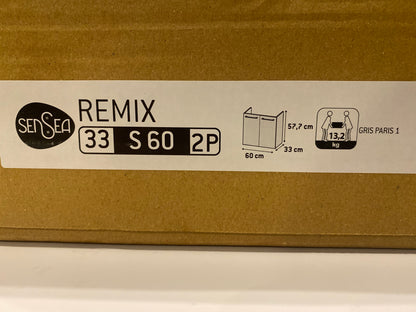 SENSEA
REMIX
33 S 60 2P
57,7 cm
33 cm
60 cm
13,2
kg
GRIS PARIS 1